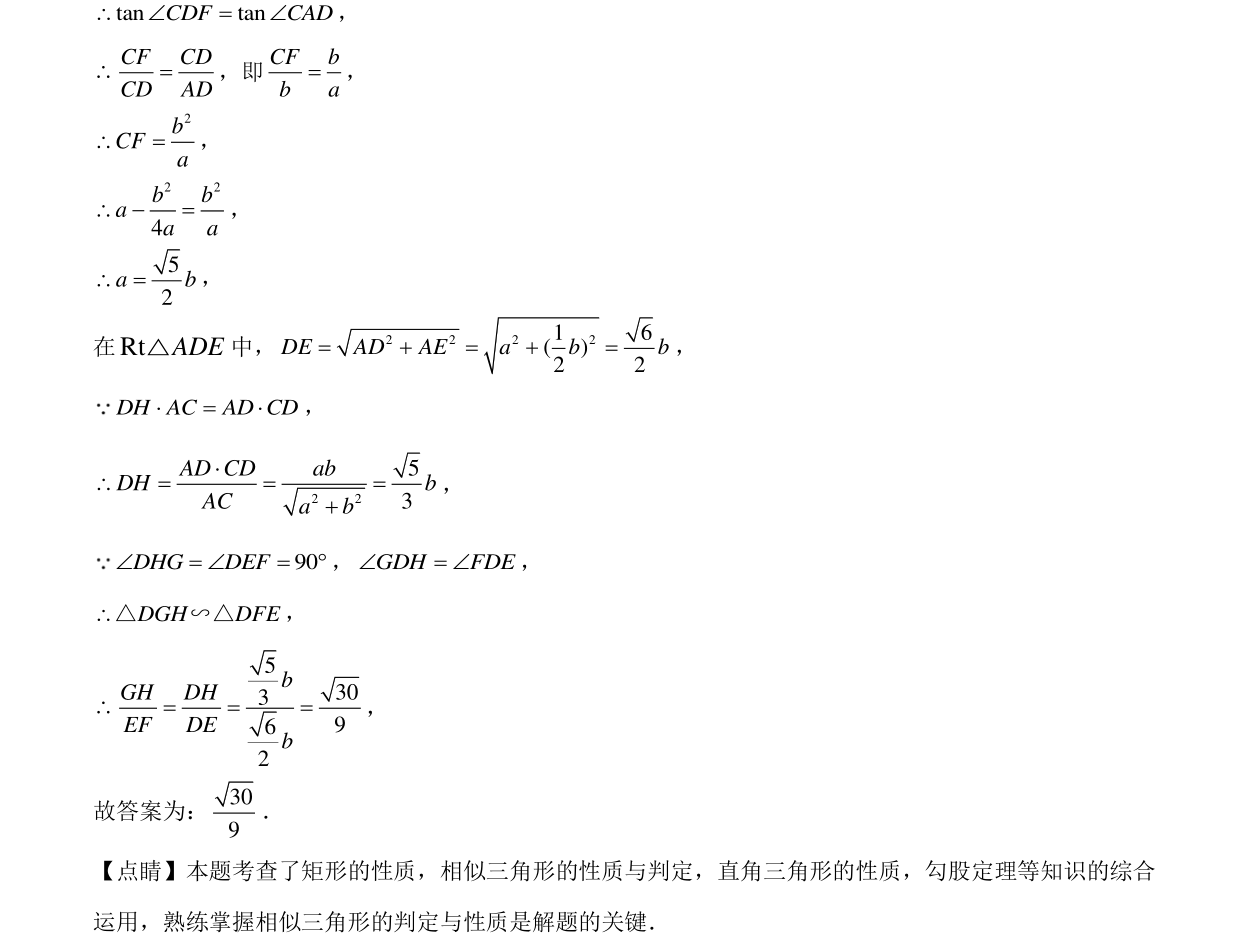 ∴tan∠CDF = tan∠CAD，
∴ CF/CD = CD/AD，即 CF/b = b/a，
∴CF = b²/a，
∴a − b²/4a = b²/a，
∴a = √5/2 b，
在 Rt△ADE 中， DE = √(AD² + AE²) = √(a² + (1/2 b)²) = √6/2 b，
∵DH · AC = AD · CD，
∴DH = AD · CD/AC = ab/√(a² + b²) = √5/3 b，
∵∠DHG = ∠DEF = 90°， ∠GDH = ∠FDE，
∴△DGH∽△DFE，
∴ GH/EF = DH/DE = (√5/3 b)/(√6/2 b) = √30/9，
故答案为： √30/9 ．
【点睛】本题考查了矩形的性质，相似三角形的性质与判定，直角三角形的性质，勾股定理等知识的综合
运用，熟练掌握相似三角形的判定与性质是解题的关键．